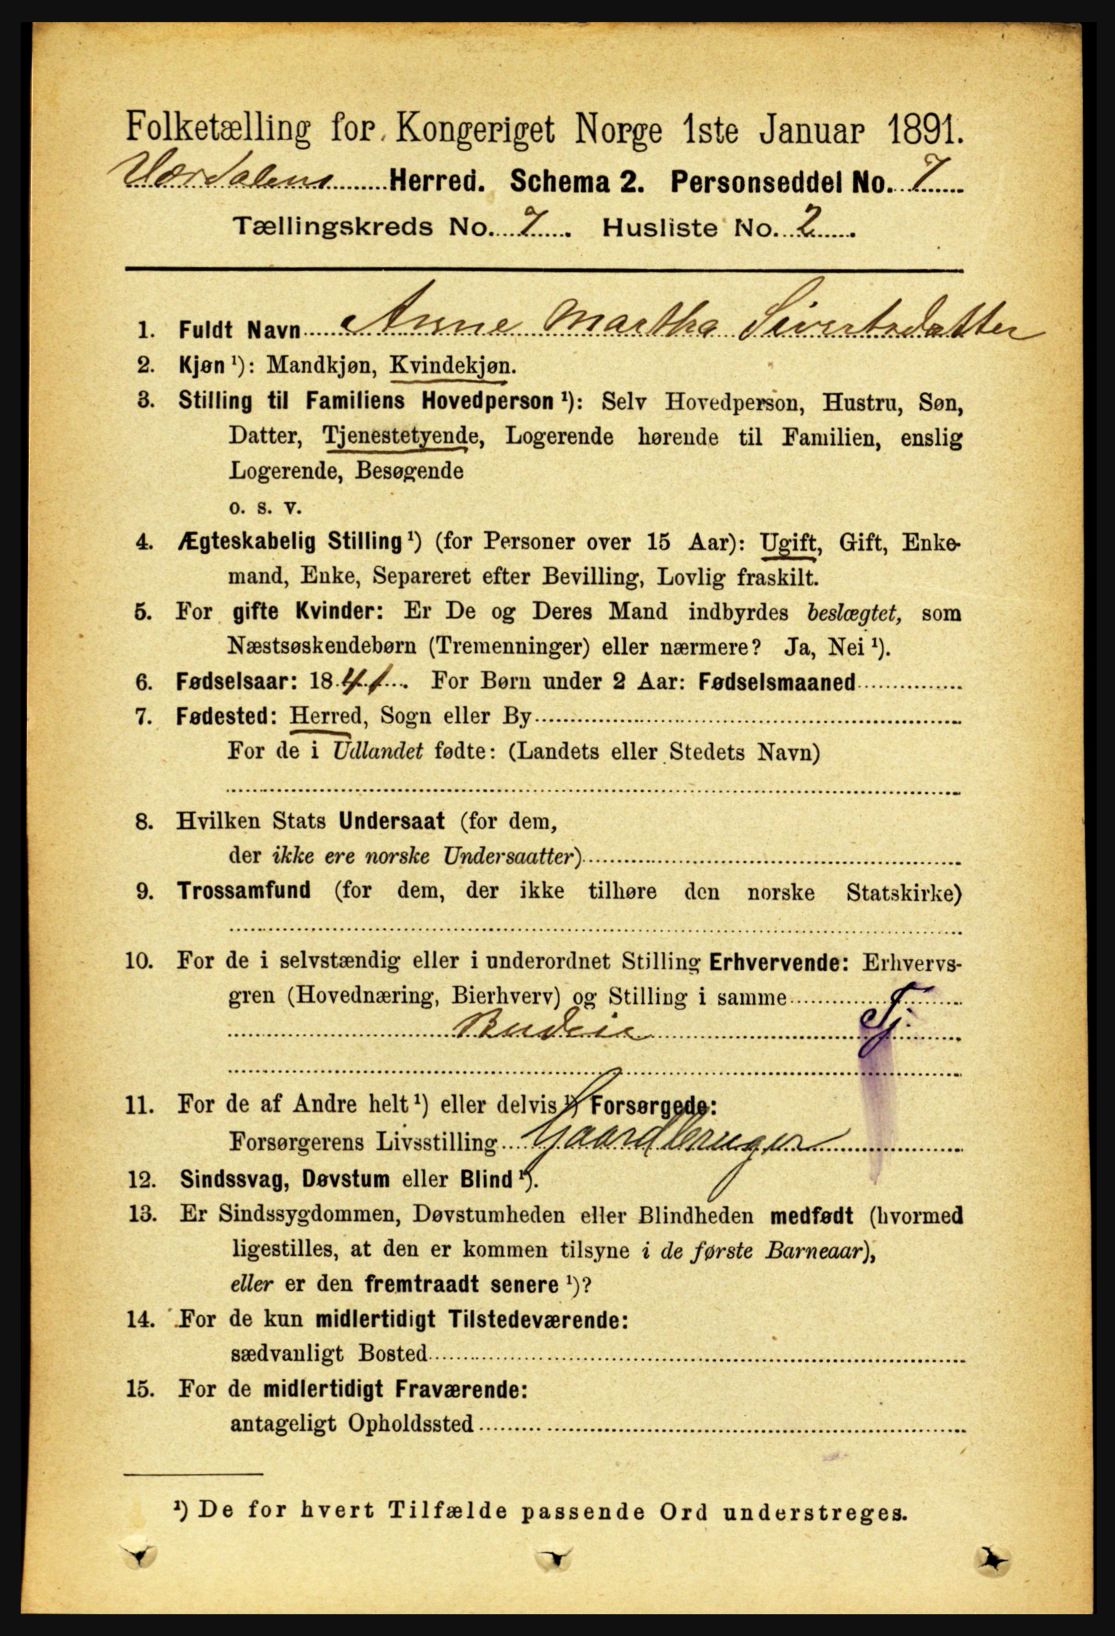 Folketælling for Kongeriget Norge 1ste Januar 1891.
Værdalens Herred. Schema 2. Personseddel No. 7
Tællingskreds No. 7. Husliste No. 2.
1. Fuldt Navn Anne Martha Sivertsdatter
2. Kjøn ¹): Mandkjøn, Kvindekjøn.
3. Stilling til Familiens Hovedperson ¹): Selv Hovedperson, Hustru, Søn,
Datter, Tjenestetyende, Logerende hørende til Familien, enslig
Logerende, Besøgende
o. s. v.
4. Ægteskabelig Stilling ¹) (for Personer over 15 Aar): Ugift, Gift, Enke-
mand, Enke, Separeret efter Bevilling, Lovlig fraskilt.
5. For gifte Kvinder: Er De og Deres Mand indbyrdes beslægtet, som
Næstsøskendebørn (Tremenninger) eller nærmere? Ja, Nei ¹).
6. Fødselsaar: 1841. For Børn under 2 Aar: Fødselsmaaned
7. Fødested: Herred, Sogn eller By
For de i Udlandet fødte: (Landets eller Stedets Navn)
8. Hvilken Stats Undersaat (for dem,
der ikke ere norske Undersaatter)
9. Trossamfund (for dem, der ikke tilhøre den norske Statskirke)
10. For de i selvstændig eller i underordnet Stilling Erhvervende: Erhvervs-
gren (Hovednæring, Bierhverv) og Stilling i samme
Budeie Tj.
11. For de af Andre helt ¹) eller delvis ¹) Forsørgede:
Forsørgerens Livsstilling Gaardbruger
12. Sindssvag, Døvstum eller Blind ¹).
13. Er Sindssygdommen, Døvstumheden eller Blindheden medfødt (hvormed
ligestilles, at den er kommen tilsyne i de første Barneaar),
eller er den fremtraadt senere ¹)?
14. For de kun midlertidigt Tilstedeværende:
sædvanligt Bosted
15. For de midlertidigt Fraværende:
antageligt Opholdssted
¹) De for hvert Tilfælde passende Ord understreges.